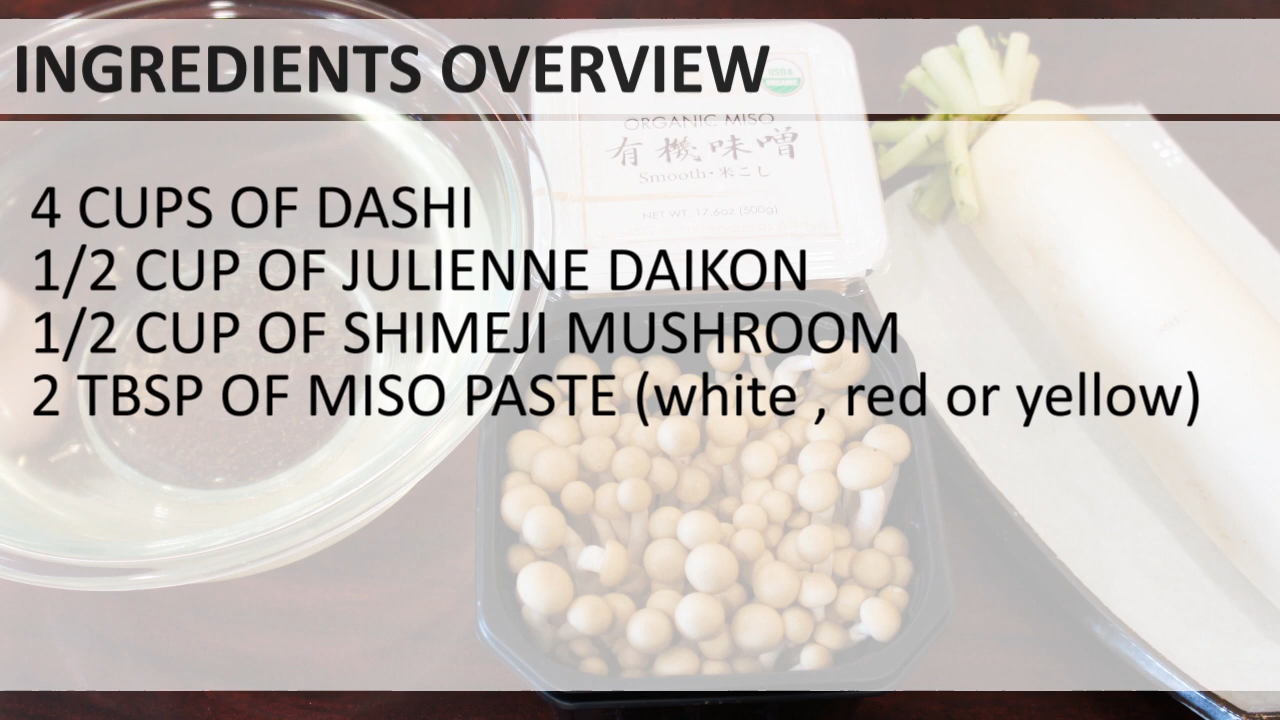 INGREDIENTS OVERVIEW
USDA
ORGANIC
ORGANIC MISO
有機味噌
Smooth・米こし
NET WT. 17.6oz (500g)
4 CUPS OF DASHI
1/2 CUP OF JULIENNE DAIKON
1/2 CUP OF SHIMEJI MUSHROOM
2 TBSP OF MISO PASTE (white , red or yellow)